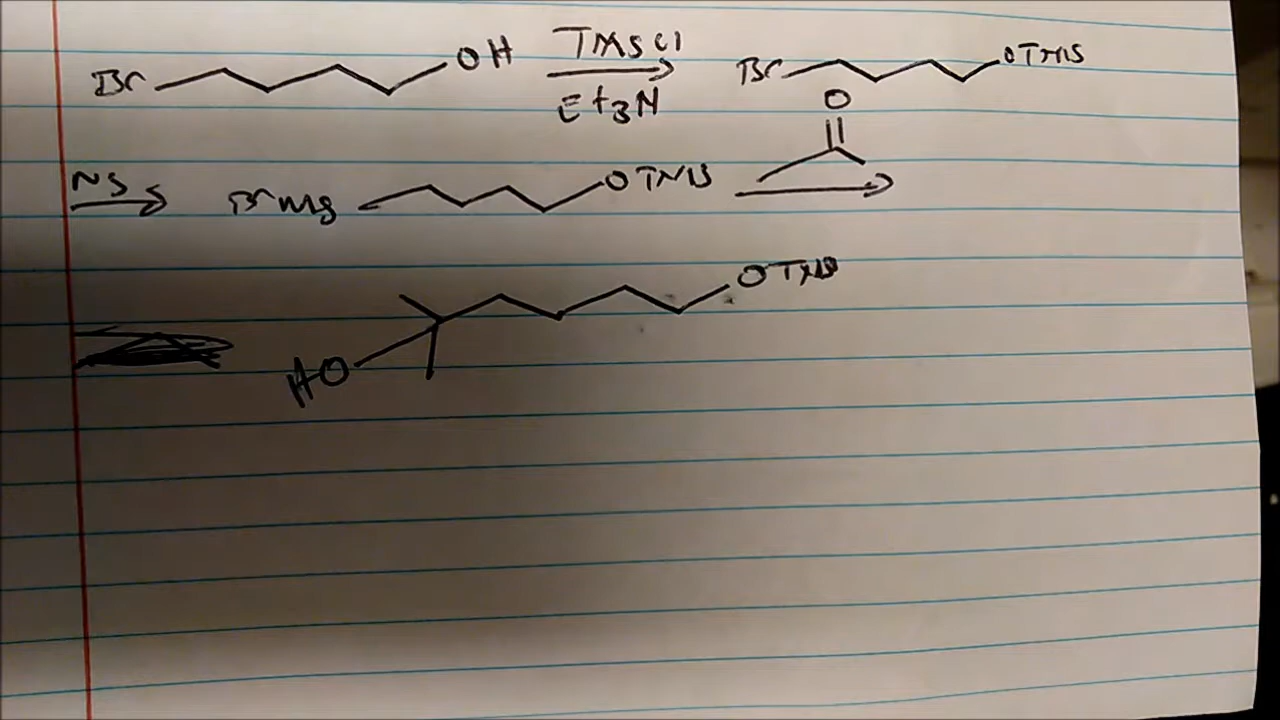 Br OH TMSCl Et3N Br OTMS
O
Mg BrMg OTMS
OTMS
HO